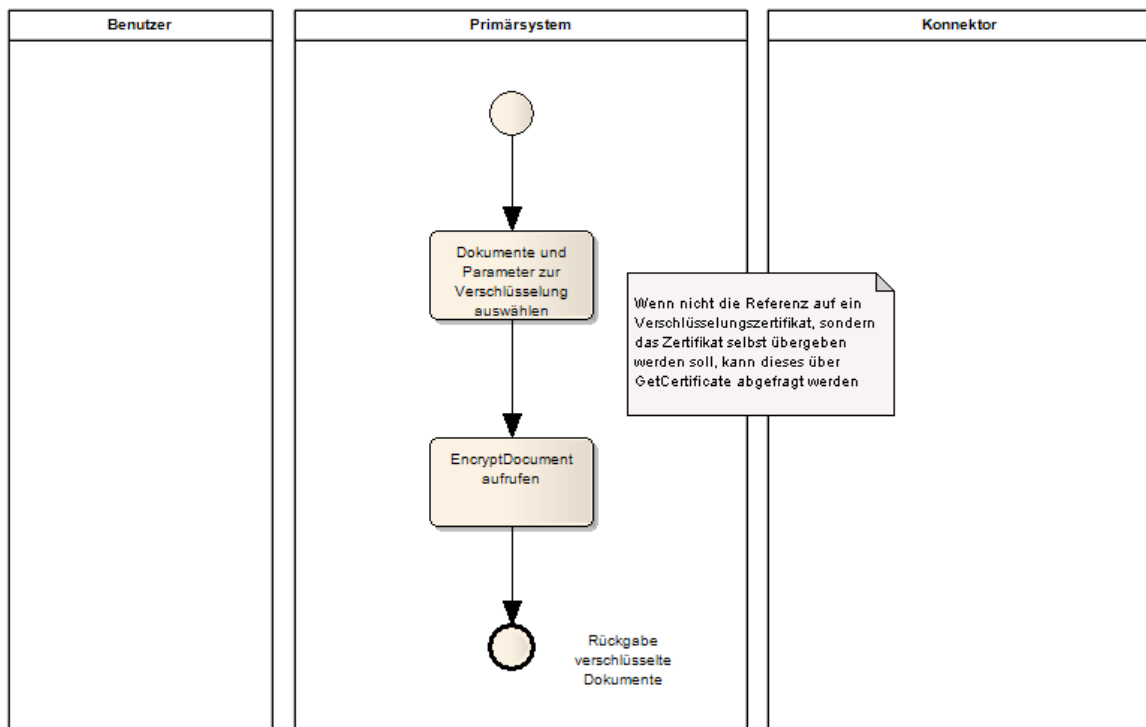 Benutzer
Primärsystem
Konnektor
Dokumente und
Parameter zur
Verschlüsselung
auswählen
Wenn nicht die Referenz auf ein
Verschlüsselungszertifikat, sondern
das Zertifikat selbst übergeben
werden soll, kann dieses über
GetCertificate abgefragt werden
EncryptDocument
aufrufen
Rückgabe
verschlüsselte
Dokumente